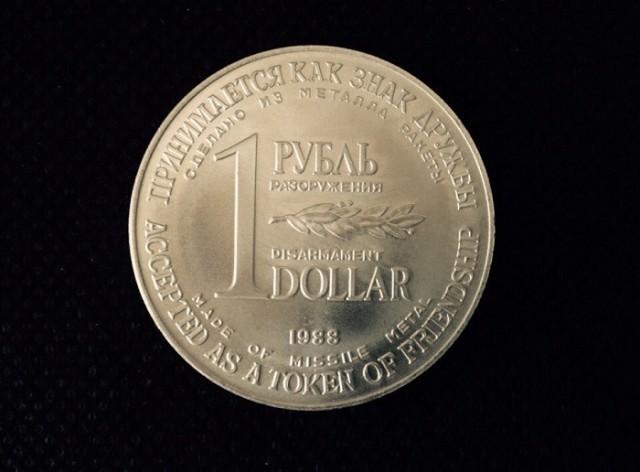 ПРИНИМАЕТСЯ КАК ЗНАК ДРУЖБЫ
СДЕЛАНО ИЗ МЕТАЛЛА РАКЕТЫ
1 РУБЛЬ
РАЗОРУЖЕНИЯ
DISARMAMENT
DOLLAR
1988
MADE OF MISSILE METAL
ACCEPTED AS A TOKEN OF FRIENDSHIP